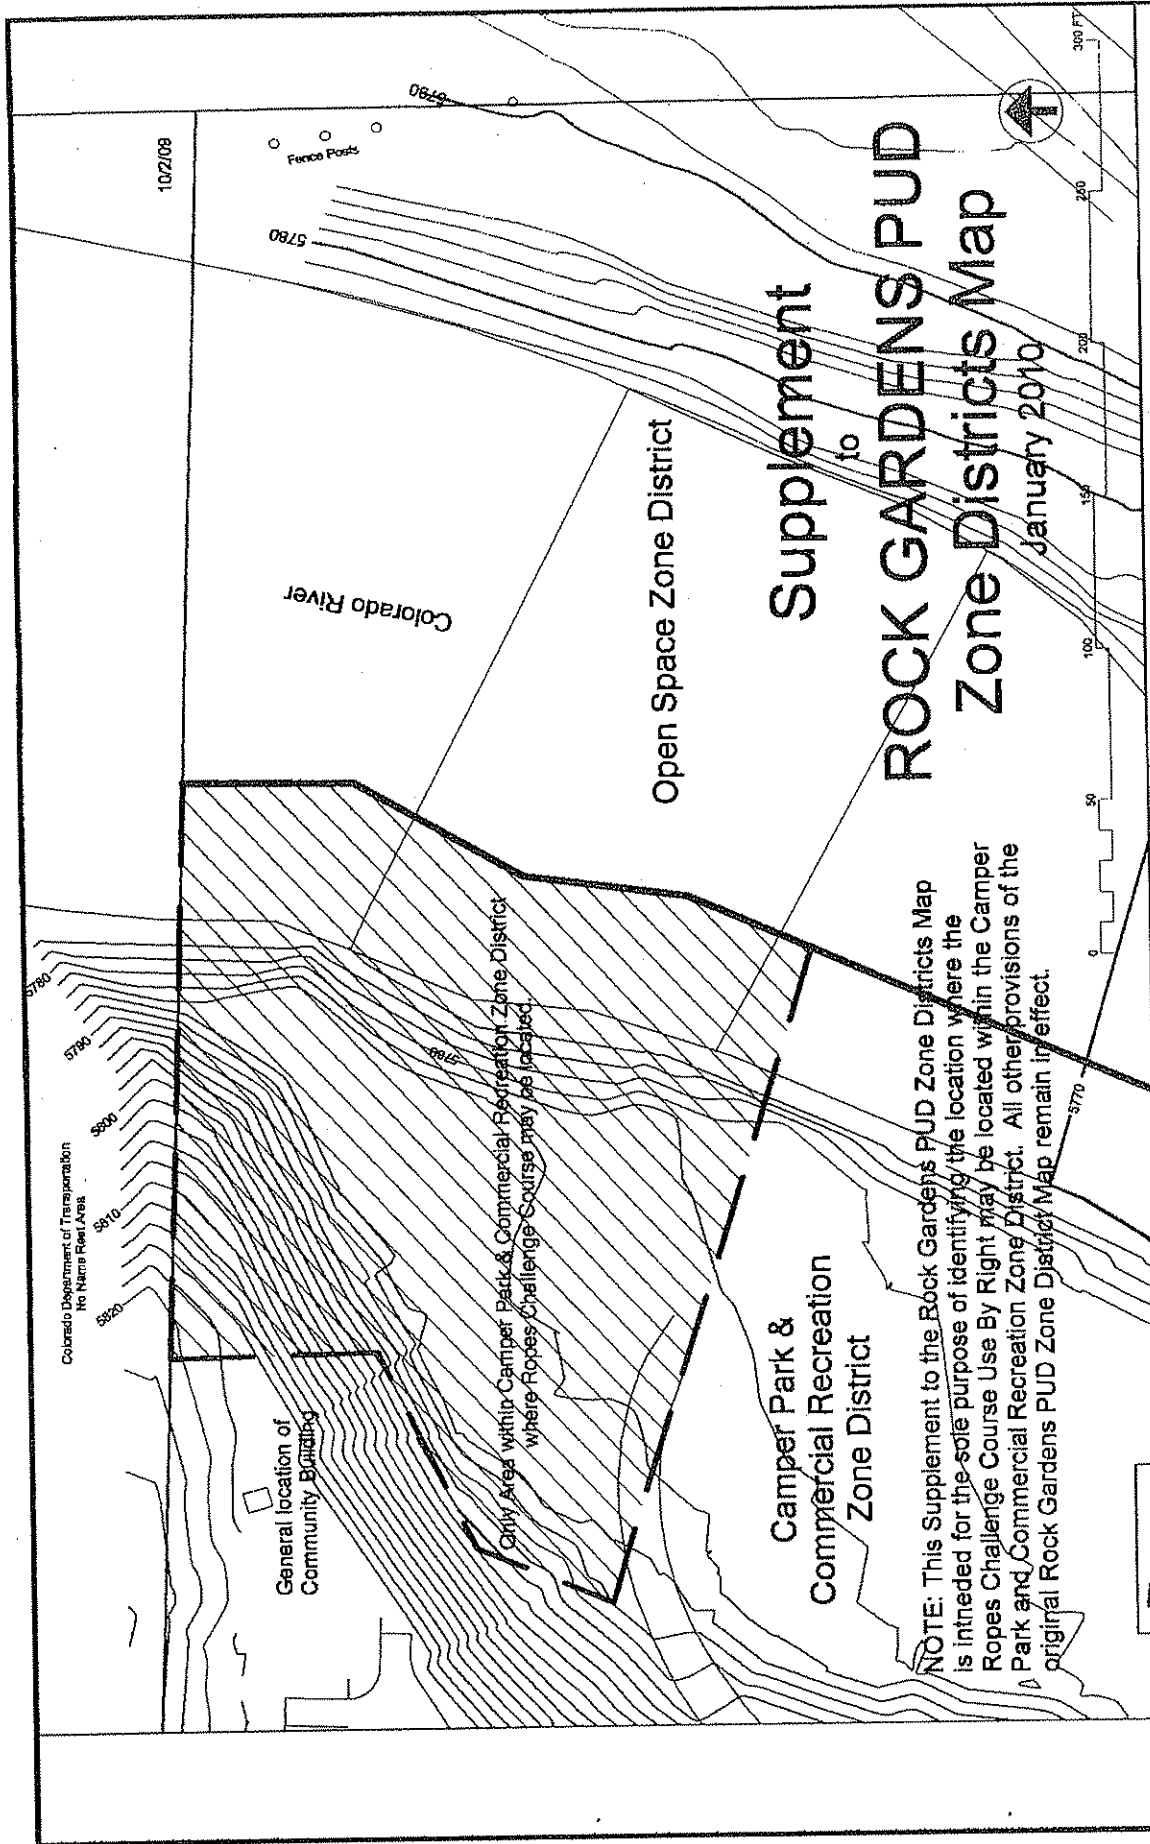 Colorado Department of Transportation
No Name Rest Area
10/2/09
5820
5810
5800
5790
5780
5780
5780
Fence Posts
General location of
Community Building
Colorado River
Only Area within Camper Park & Commercial Recreation Zone District
where Ropes Challenge Course may be located.
5780
Open Space Zone District
Camper Park &
Commercial Recreation
Zone District
Supplement
to
ROCK GARDENS PUD
Zone Districts Map
January 2010
NOTE: This Supplement to the Rock Gardens PUD Zone Districts Map
is intneded for the sole purpose of identifying the location where the
Ropes Challenge Course Use By Right may be located within the Camper
Park and Commercial Recreation Zone District. All other provisions of the
original Rock Gardens PUD Zone District Map remain in effect.
5770
0
50
100
150
200
250
300 FT